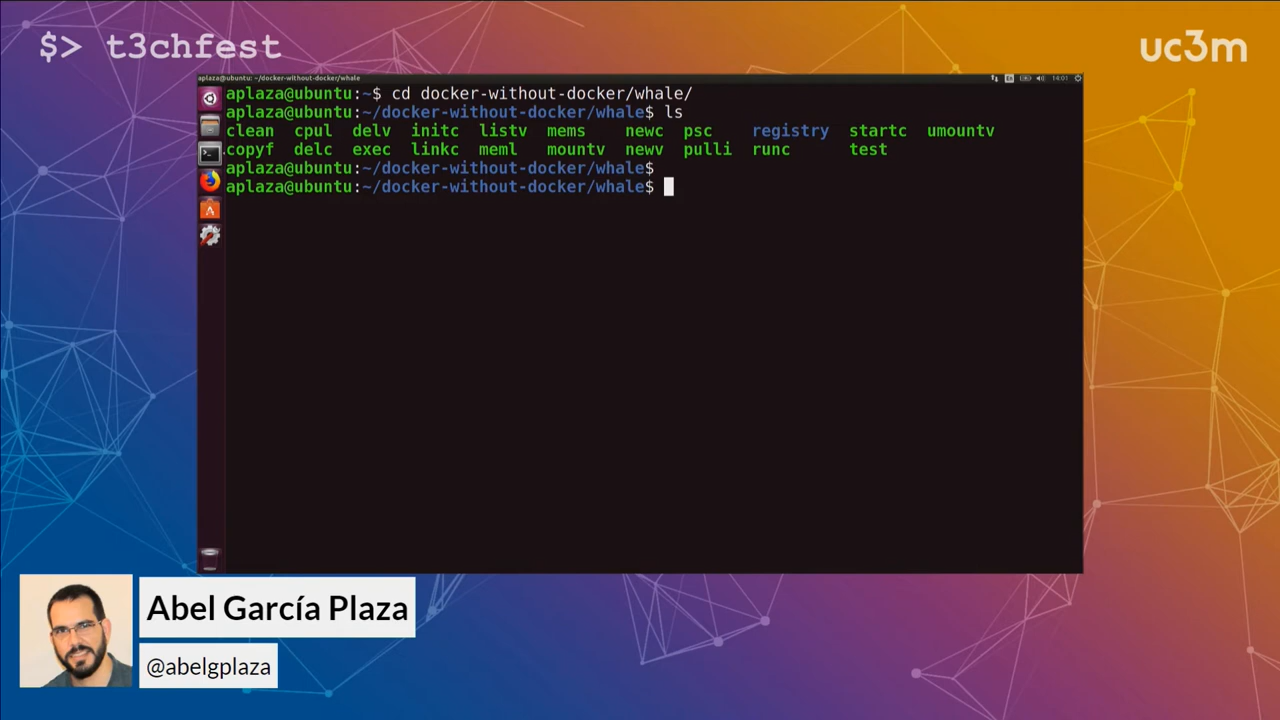 $> t3chfest
uc3m
aplaza@ubuntu: ~/docker-without-docker/whale
14:01
aplaza@ubuntu:~$ cd docker-without-docker/whale/
aplaza@ubuntu:~/docker-without-docker/whale$ ls
clean cpul delv initc listv mems newc psc registry startc umountv
copyf delc exec linkc meml mountv newv pulli runc test
aplaza@ubuntu:~/docker-without-docker/whale$
aplaza@ubuntu:~/docker-without-docker/whale$
Abel García Plaza
@abelgplaza